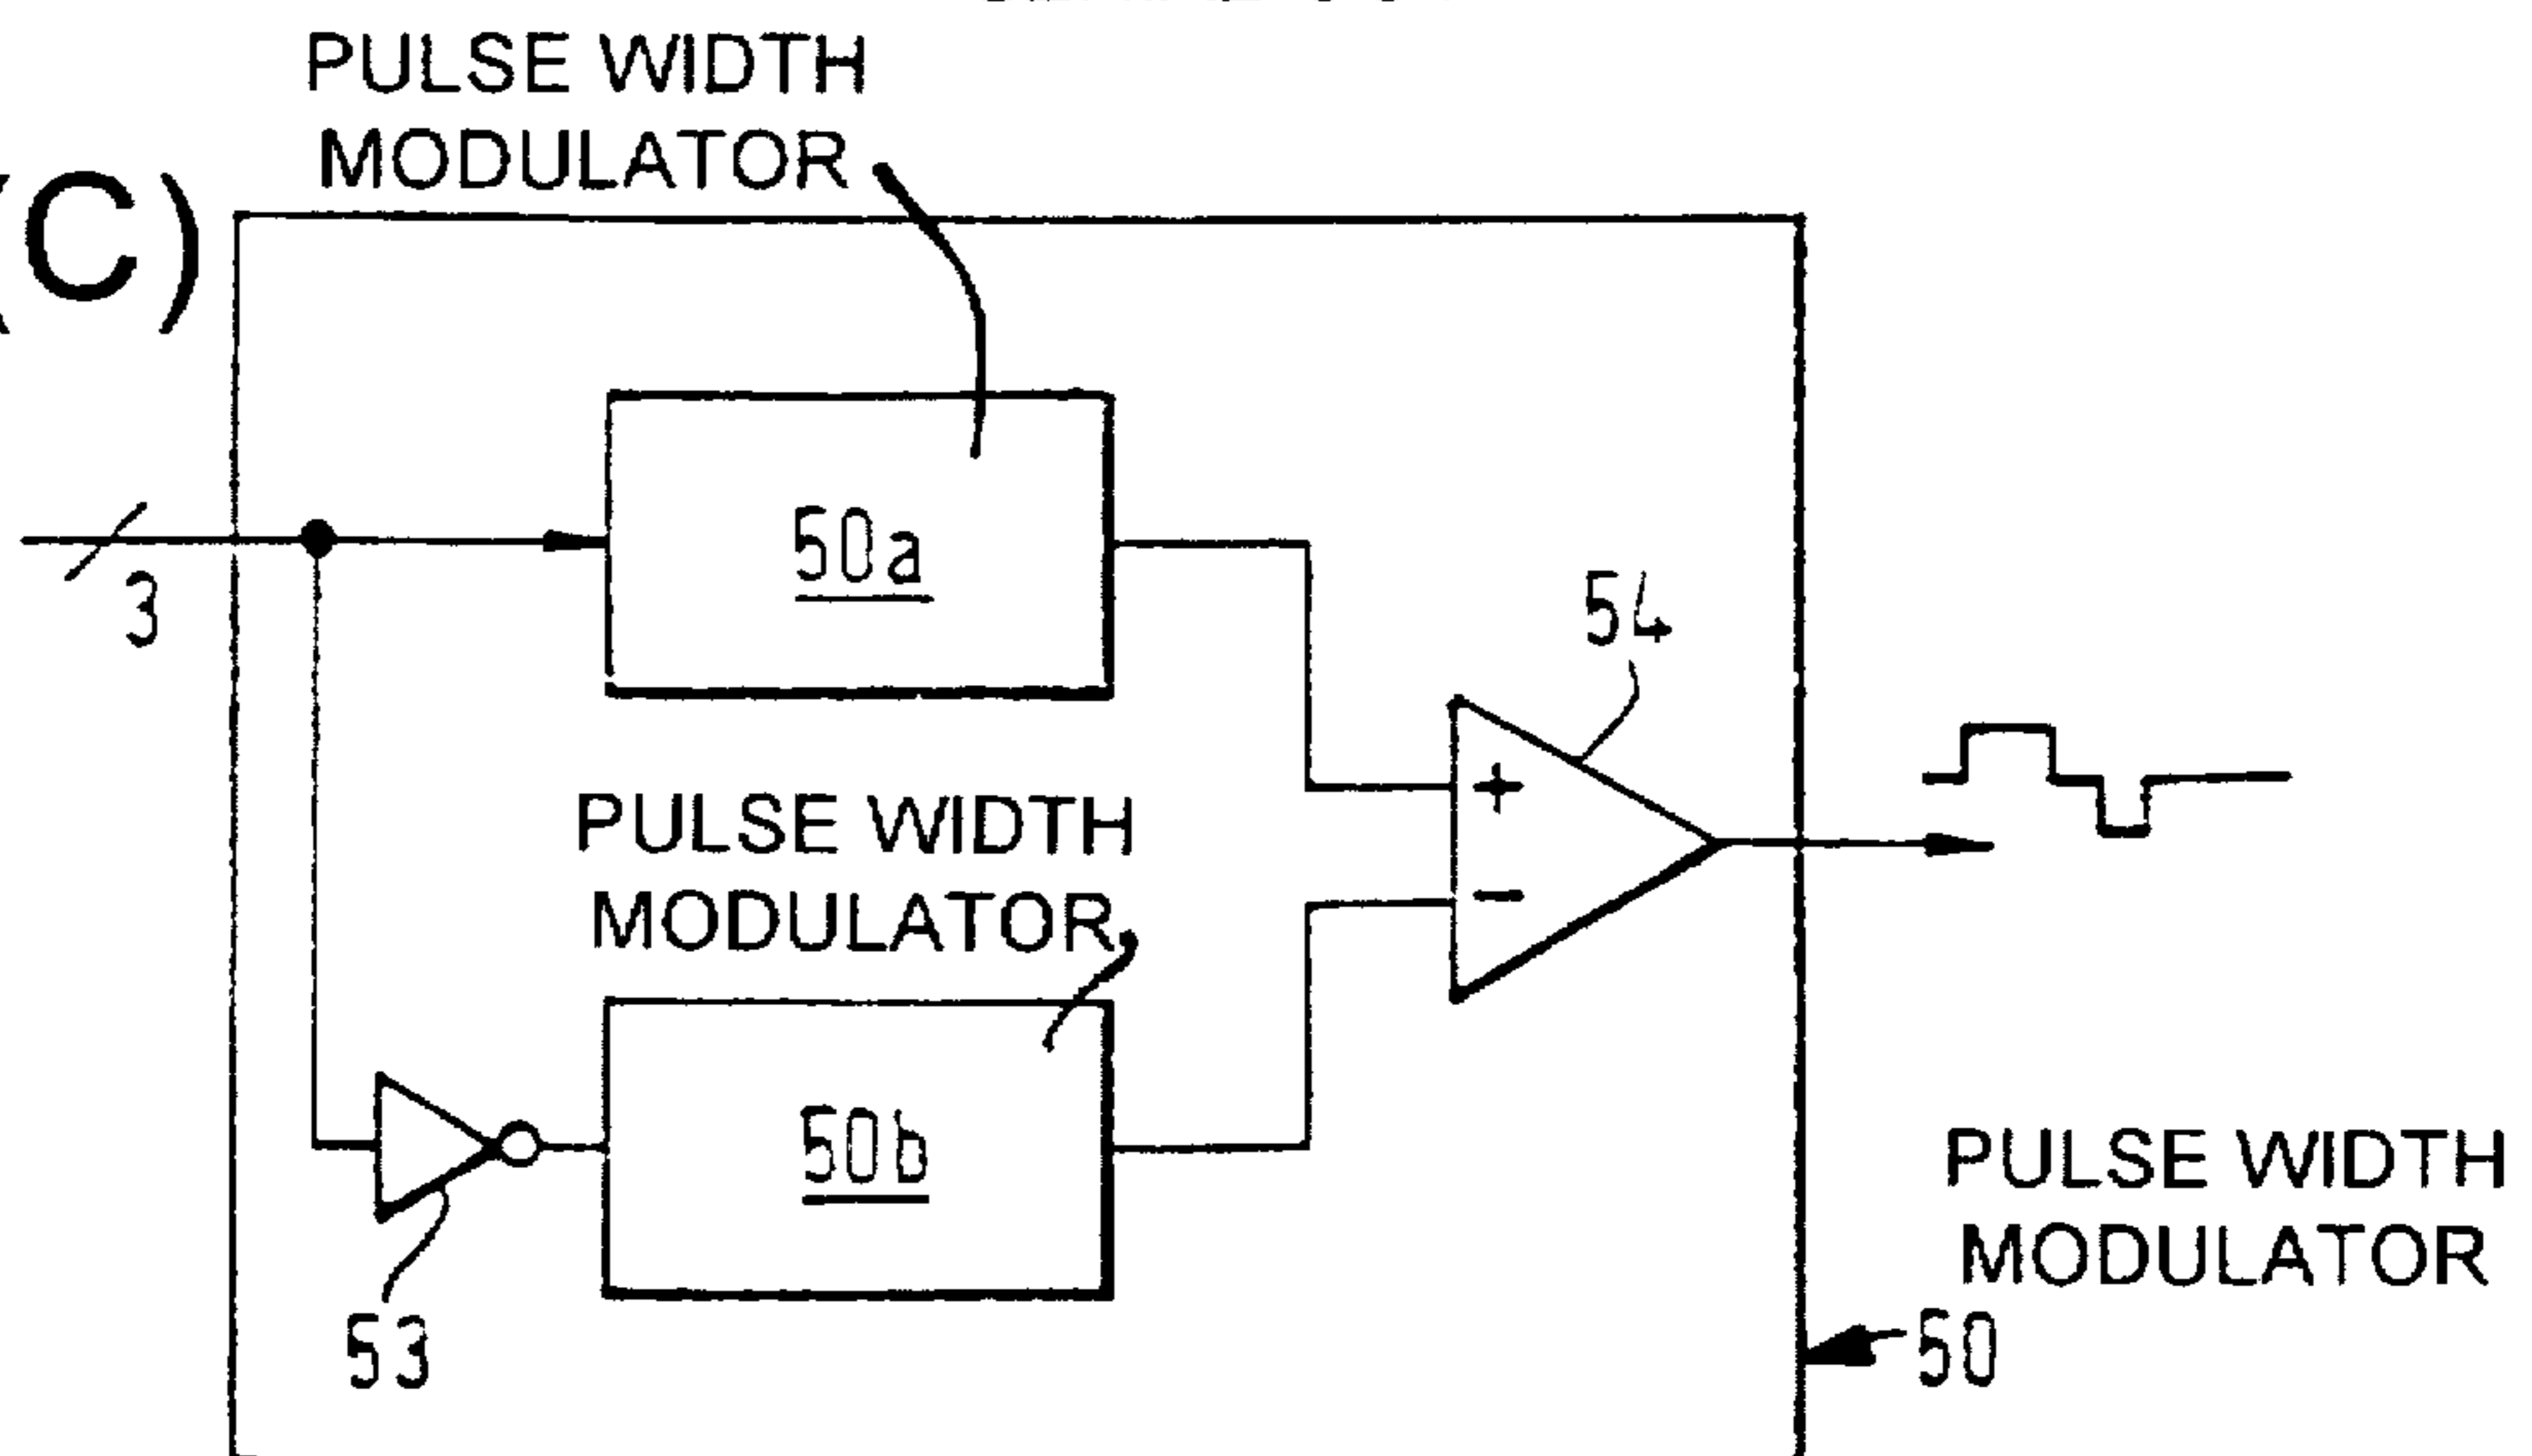 PULSE WIDTH
MODULATOR
(C)
3
50a
54
+
PULSE WIDTH
MODULATOR
−
50b
53
PULSE WIDTH
MODULATOR
50